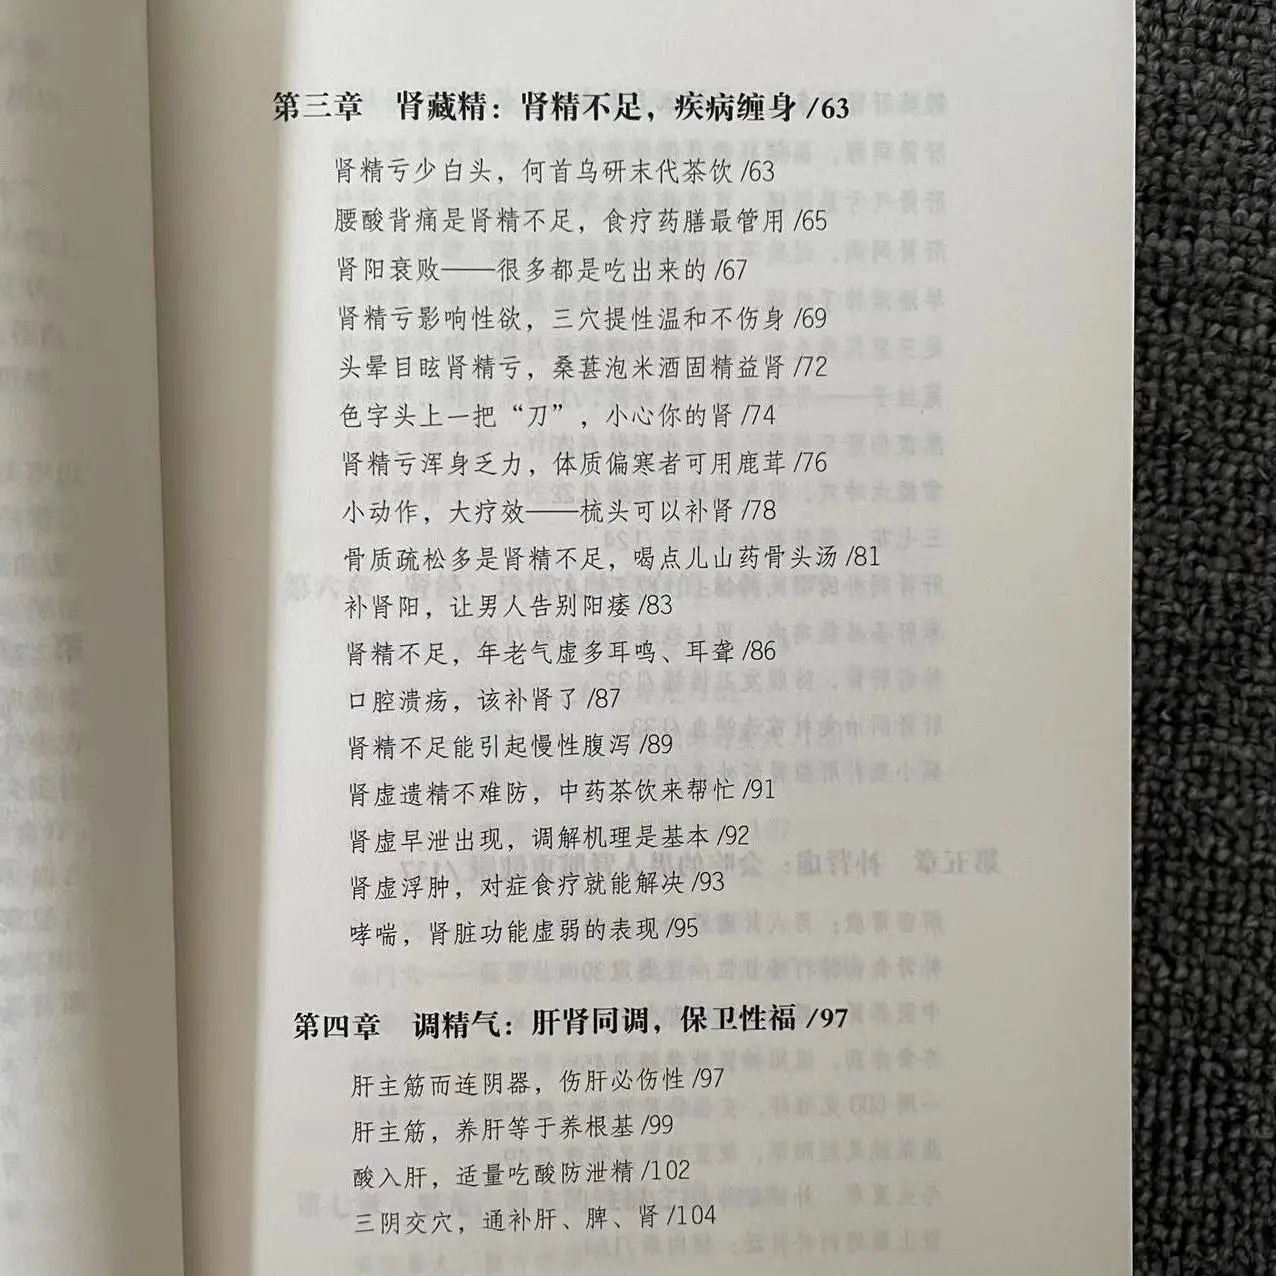 第三章 肾藏精：肾精不足，疾病缠身/63
肾精亏少白头，何首乌研末代茶饮/63
腰酸背痛是肾精不足，食疗药膳最管用/65
肾阳衰败——很多都是吃出来的/67
肾精亏影响性欲，三穴提性温和不伤身/69
头晕目眩肾精亏，桑葚泡米酒固精益肾/72
色字头上一把“刀”，小心你的肾/74
肾精亏浑身乏力，体质偏寒者可用鹿茸/76
小动作，大疗效——梳头可以补肾/78
骨质疏松多是肾精不足，喝点儿山药骨头汤/81
补肾阳，让男人告别阳痿/83
肾精不足，年老气虚多耳鸣、耳聋/86
口腔溃疡，该补肾了/87
肾精不足能引起慢性腹泻/89
肾虚遗精不难防，中药茶饮来帮忙/91
肾虚早泄出现，调解机理是基本/92
肾虚浮肿，对症食疗就能解决/93
哮喘，肾脏功能虚弱的表现/95
第四章 调精气：肝肾同调，保卫性福/97
肝主筋而连阴器，伤肝必伤性/97
肝主筋，养肝等于养根基/99
酸入肝，适量吃酸防泄精/102
三阴交穴，通补肝、脾、肾/104